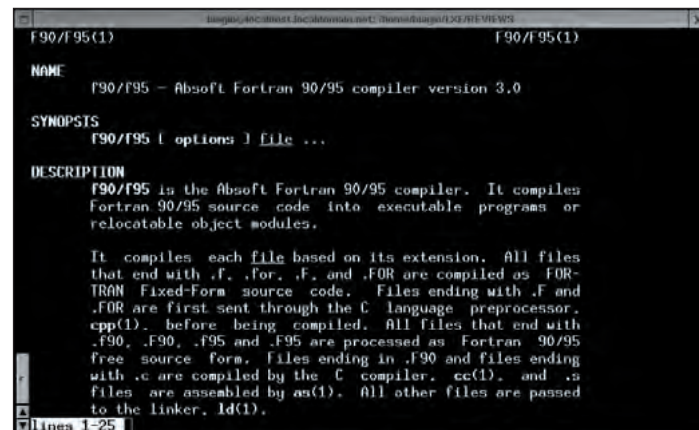 F90/F95(1) F90/F95(1)
NAME
f90/f95 - Absoft Fortran 90/95 compiler version 3.0
SYNOPSIS
f90/f95 [ options ] file ...
DESCRIPTION
f90/f95 is the Absoft Fortran 90/95 compiler. It compiles
Fortran 90/95 source code into executable programs or
relocatable object modules.
It compiles each file based on its extension. All files
that end with .f, .for, .F, and .FOR are compiled as FOR-
TRAN Fixed-Form source code. Files ending with .F and
.FOR are first sent through the C language preprocessor,
cpp(1), before being compiled. All files that end with
.f90, .F90, .f95 and .F95 are processed as Fortran 90/95
free source form. Files ending in .F90 and files ending
with .c are compiled by the C compiler, cc(1), and .s
files are assembled by as(1). All other files are passed
to the linker, ld(1).
lines 1-25